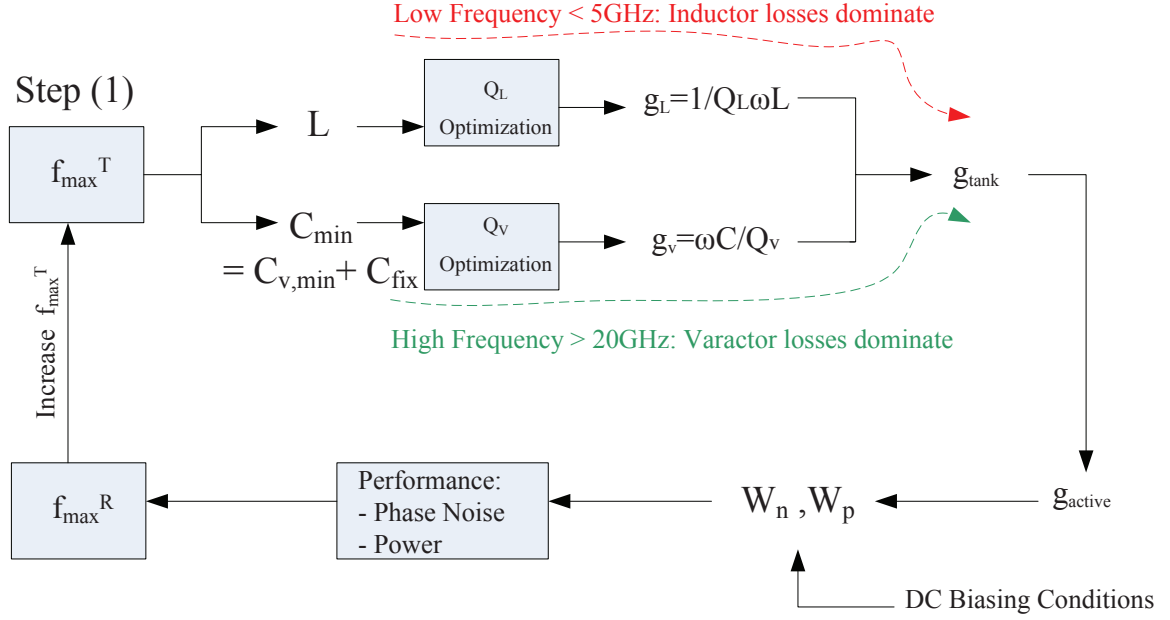 Low Frequency < 5GHz: Inductor losses dominate
Step (1)
f_max^T
L
Q_L
Optimization
g_L=1/Q_LωL
g_tank
C_min
= C_v,min+ C_fix
Q_V
Optimization
g_v=ωC/Q_v
High Frequency > 20GHz: Varactor losses dominate
Increase f_max^T
f_max^R
Performance:
- Phase Noise
- Power
W_n ,W_p
g_active
DC Biasing Conditions